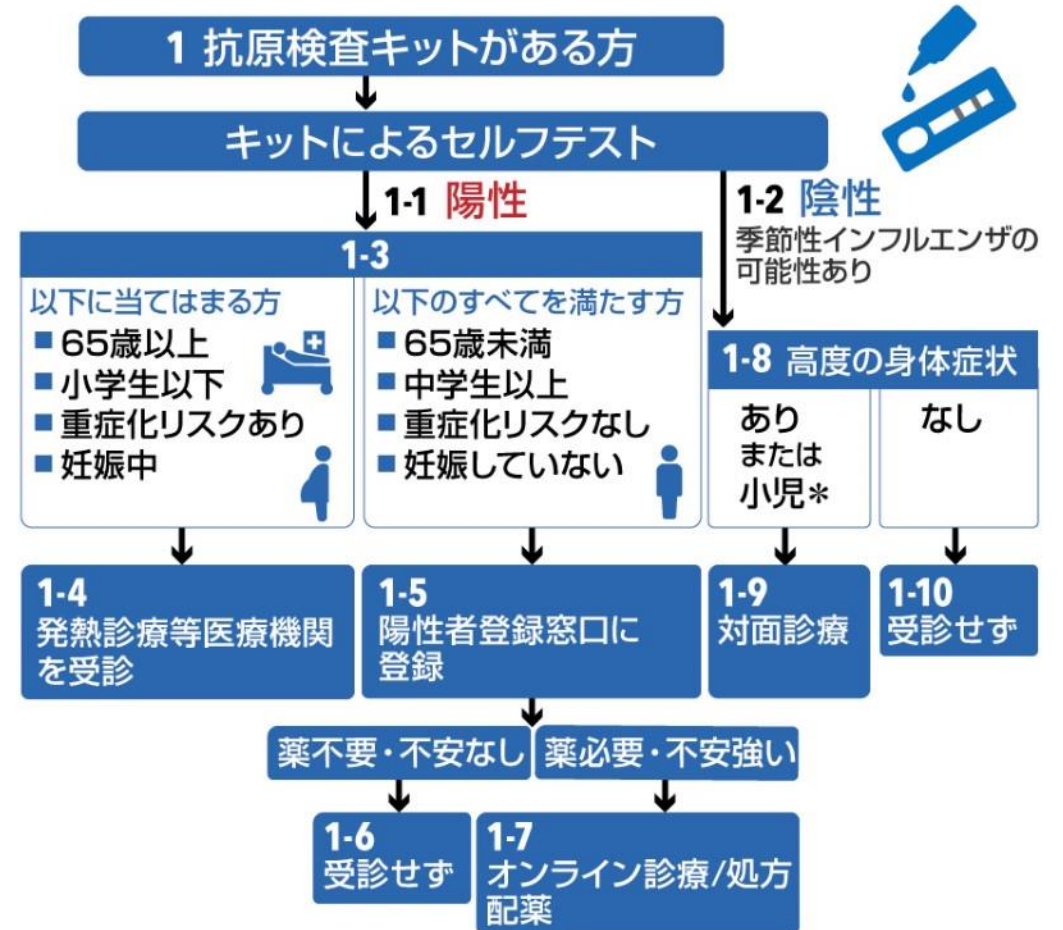 1 抗原検査キットがある方
キットによるセルフテスト
1-1 陽性
1-2 陰性
季節性インフルエンザの
可能性あり
1-3
以下に当てはまる方
■ 65歳以上
■ 小学生以下
■ 重症化リスクあり
■ 妊娠中
以下のすべてを満たす方
■ 65歳未満
■ 中学生以上
■ 重症化リスクなし
■ 妊娠していない
1-8 高度の身体症状
あり
または
小児＊
なし
1-4
発熱診療等医療機関
を受診
1-5
陽性者登録窓口に
登録
1-9
対面診療
1-10
受診せず
薬不要・不安なし
薬必要・不安強い
1-6
受診せず
1-7
オンライン診療/処方
配薬